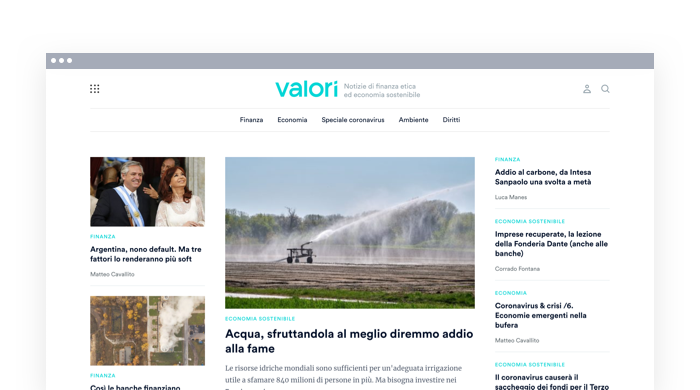 valori
Notizie di finanza etica
ed economia sostenibile
Finanza
Economia
Speciale coronavirus
Ambiente
Diritti
FINANZA
Argentina, nono default. Ma tre
fattori lo renderanno più soft
Matteo Cavallito
FINANZA
Così le banche finanziano
ECONOMIA SOSTENIBILE
Acqua, sfruttandola al meglio diremmo addio
alla fame
Le risorse idriche mondiali sono sufficienti per un'adeguata irrigazione
utile a sfamare 840 milioni di persone in più. Ma bisogna investire nei
FINANZA
Addio al carbone, da Intesa
Sanpaolo una svolta a metà
Luca Manes
ECONOMIA SOSTENIBILE
Imprese recuperate, la lezione
della Fonderia Dante (anche alle
banche)
Corrado Fontana
ECONOMIA
Coronavirus & crisi /6.
Economie emergenti nella
bufera
Matteo Cavallito
ECONOMIA SOSTENIBILE
Il coronavirus causerà il
saccheggio dei fondi per il Terzo